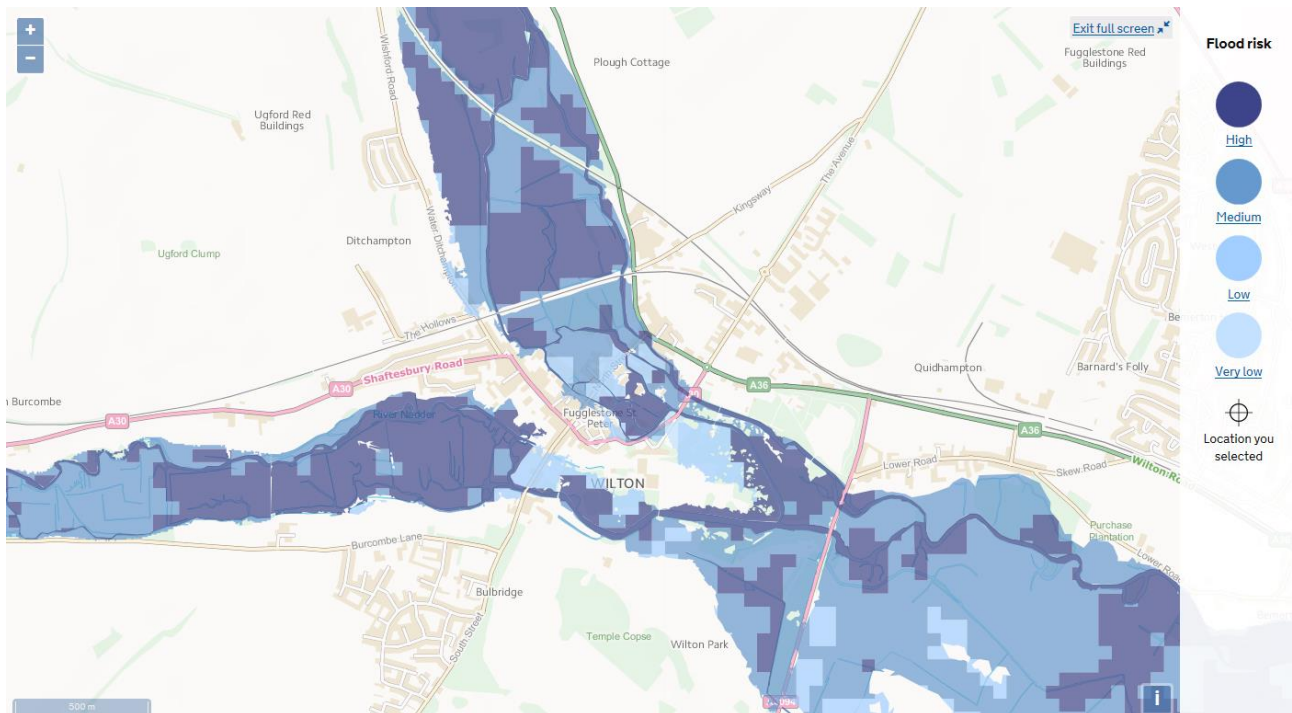 +
−
Exit full screen
Flood risk
High
Medium
Low
Very low
Location you
selected
Wishford Road
Plough Cottage
Fugglestone Red
Buildings
Ugford Red
Buildings
The Avenue
Kingsway
Water Ditchampton
Ditchampton
Ugford Clump
The Hollows
Shaftesbury Road
A30
A30
A36
Quidhampton
Barnard's Folly
Burcombe
River Nadder
Fugglestone St
Peter
A36
Wilton
Lower Road
Skew Road
WILTON
Purchase
Plantation
Lower Road
Burcombe Lane
Bulbridge
South Street
Temple Copse
Wilton Park
500 m
i